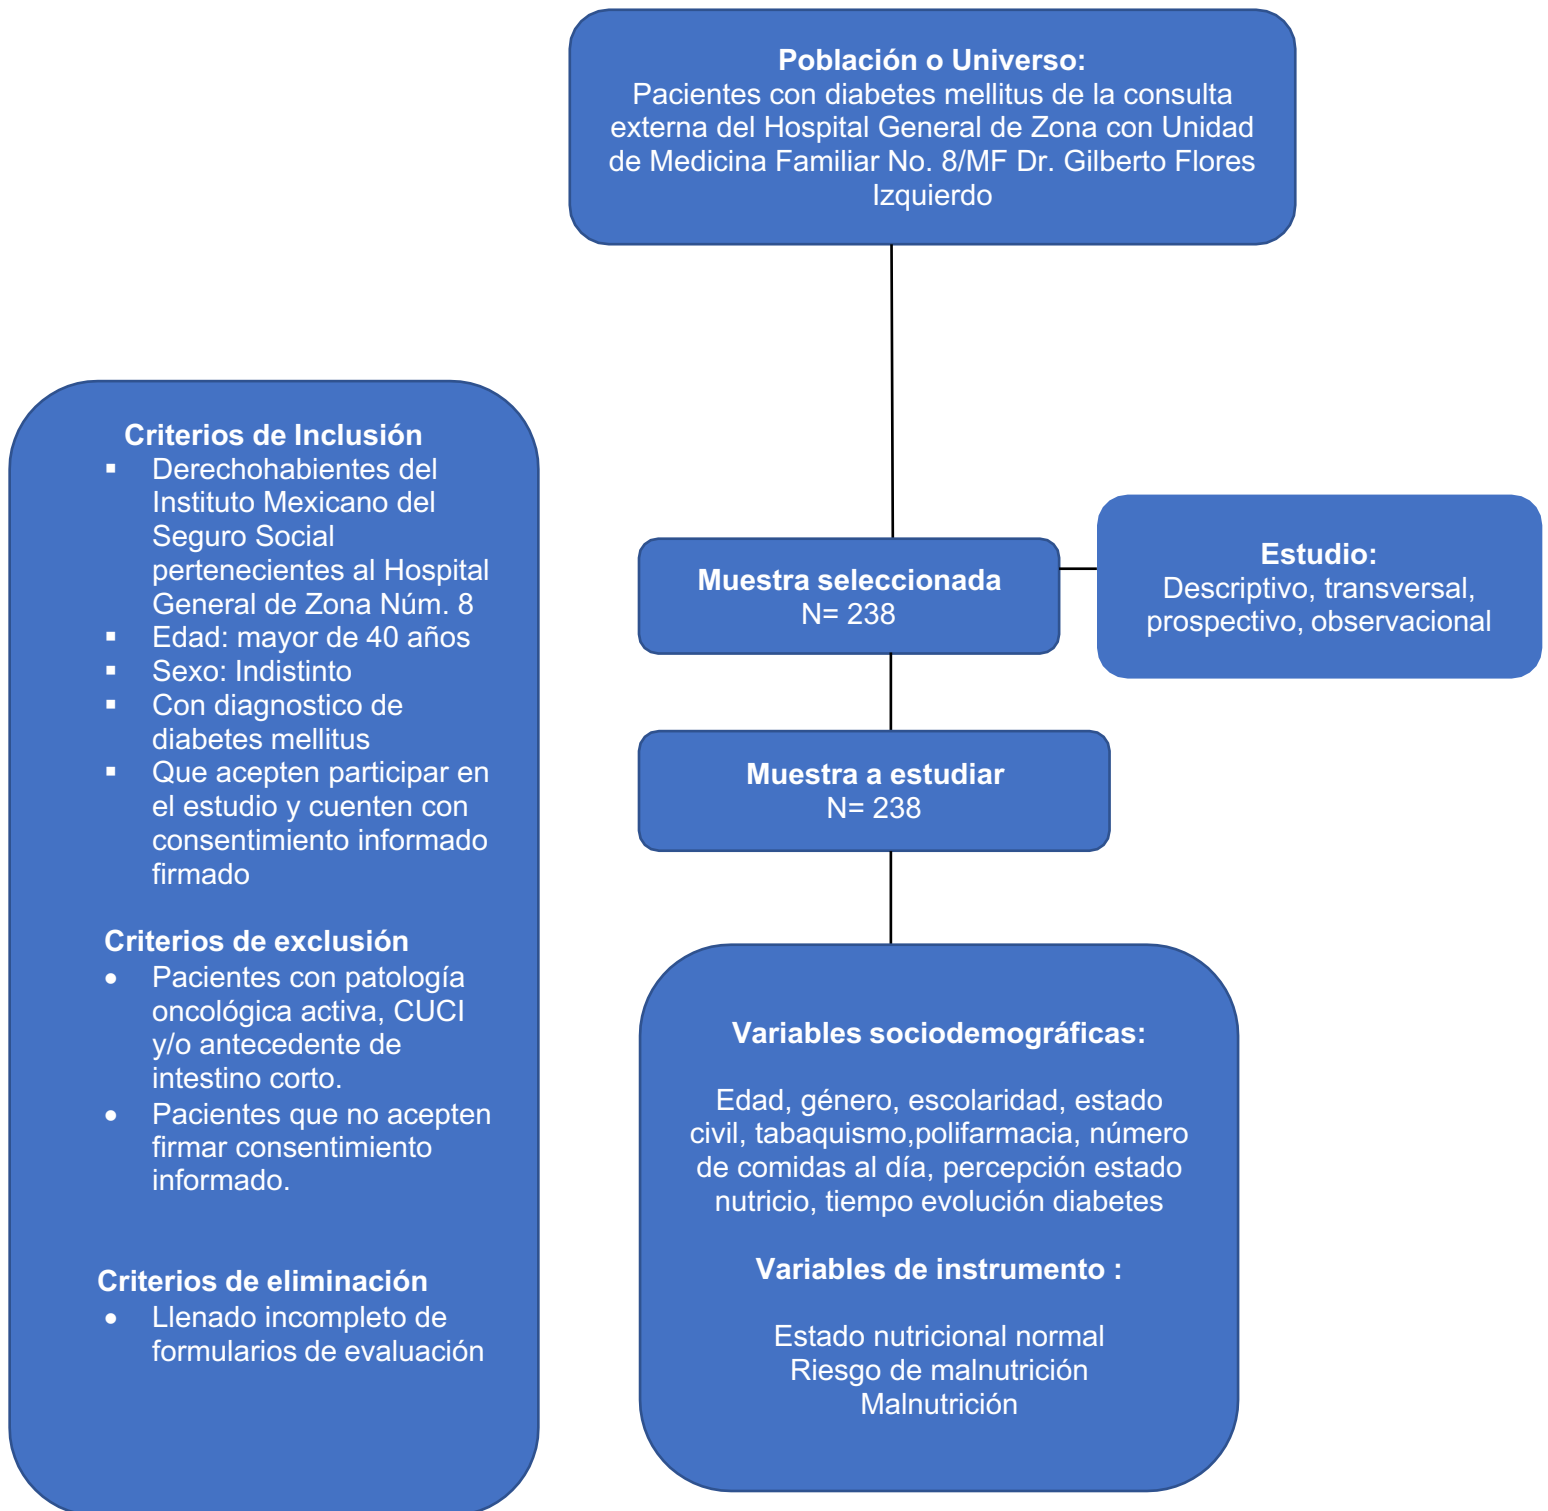 Población o Universo:
Pacientes con diabetes mellitus de la consulta
externa del Hospital General de Zona con Unidad
de Medicina Familiar No. 8/MF Dr. Gilberto Flores
Izquierdo
Criterios de Inclusión
▪ Derechohabientes del
Instituto Mexicano del
Seguro Social
pertenecientes al Hospital
General de Zona Núm. 8
▪ Edad: mayor de 40 años
▪ Sexo: Indistinto
▪ Con diagnostico de
diabetes mellitus
▪ Que acepten participar en
el estudio y cuenten con
consentimiento informado
firmado
Criterios de exclusión
• Pacientes con patología
oncológica activa, CUCI
y/o antecedente de
intestino corto.
• Pacientes que no acepten
firmar consentimiento
informado.
Criterios de eliminación
• Llenado incompleto de
formularios de evaluación
Muestra seleccionada
N= 238
Estudio:
Descriptivo, transversal,
prospectivo, observacional
Muestra a estudiar
N= 238
Variables sociodemográficas:
Edad, género, escolaridad, estado
civil, tabaquismo,polifarmacia, número
de comidas al día, percepción estado
nutricio, tiempo evolución diabetes
Variables de instrumento :
Estado nutricional normal
Riesgo de malnutrición
Malnutrición